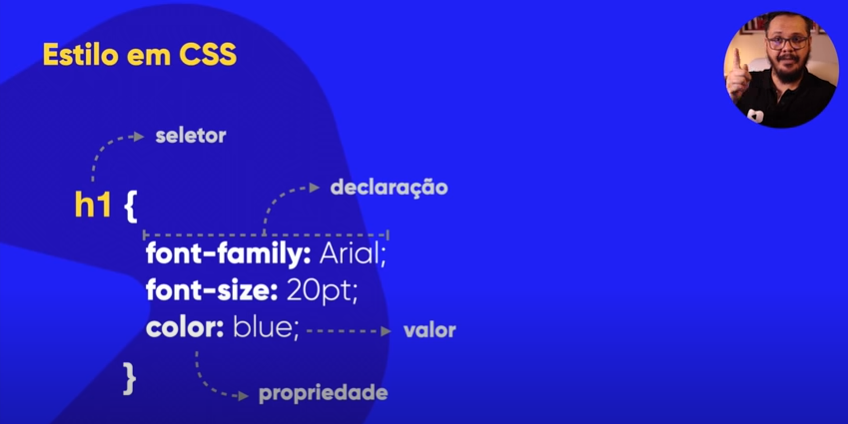 Estilo em CSS
seletor
h1 {
declaração
font-family: Arial;
font-size: 20pt;
color: blue;
valor
}
propriedade